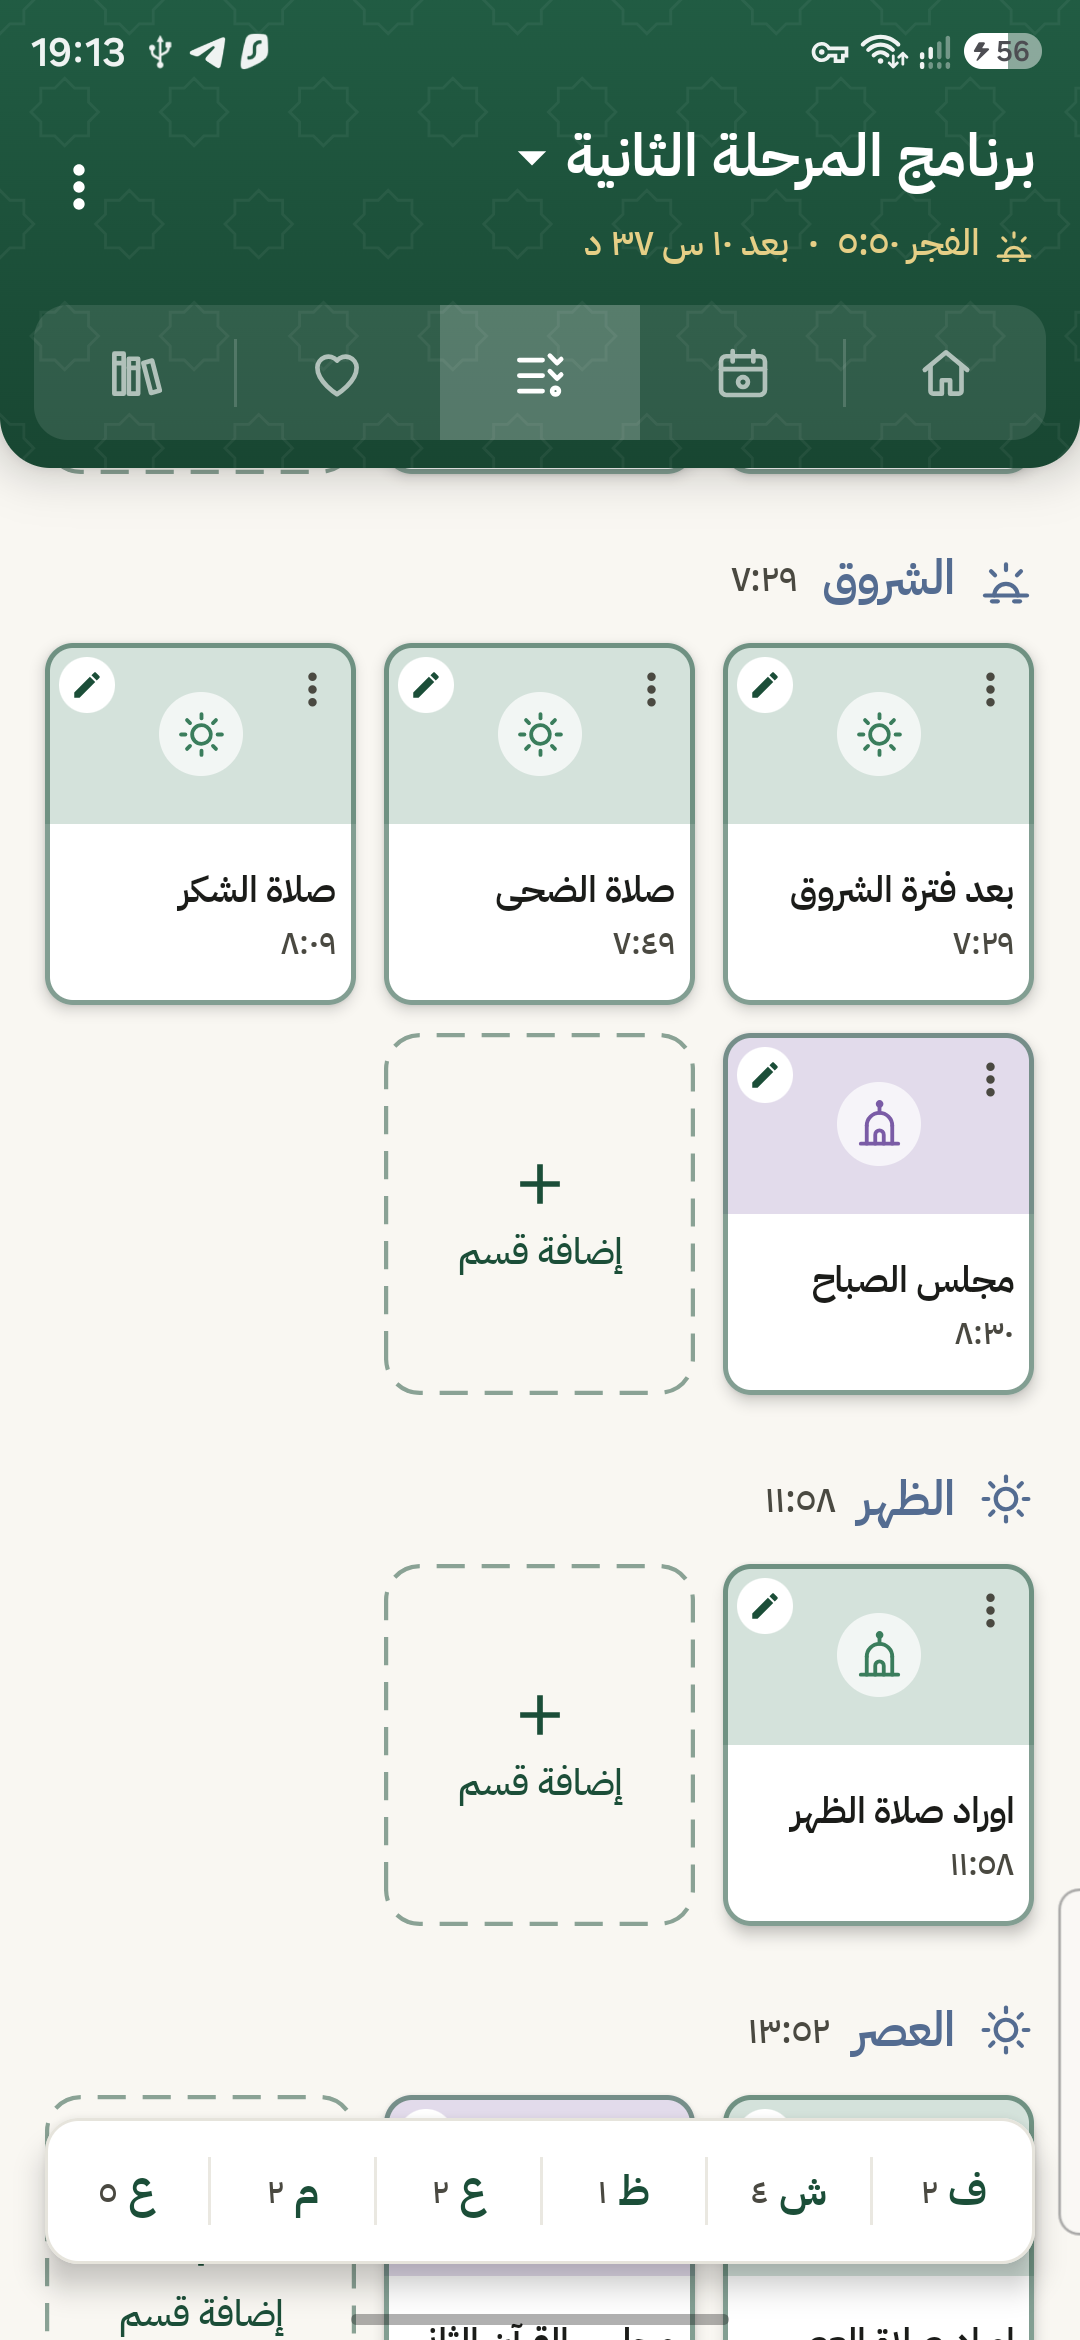 19:13
56
برنامج المرحلة الثانية
الفجر ٥:٥٠ · بعد ١٠ س ٣٧ د
الشروق ٧:٢٩
بعد فترة الشروق
٧:٢٩
صلاة الضحى
٧:٤٩
صلاة الشكر
٨:٠٩
مجلس الصباح
٨:٣٠
إضافة قسم
الظهر ١١:٥٨
اوراد صلاة الظهر
١١:٥٨
إضافة قسم
العصر ١٣:٥٢
ف ٢
ش ٤
ظ ١
ع ٢
م ٢
ع ٥
إضافة قسم